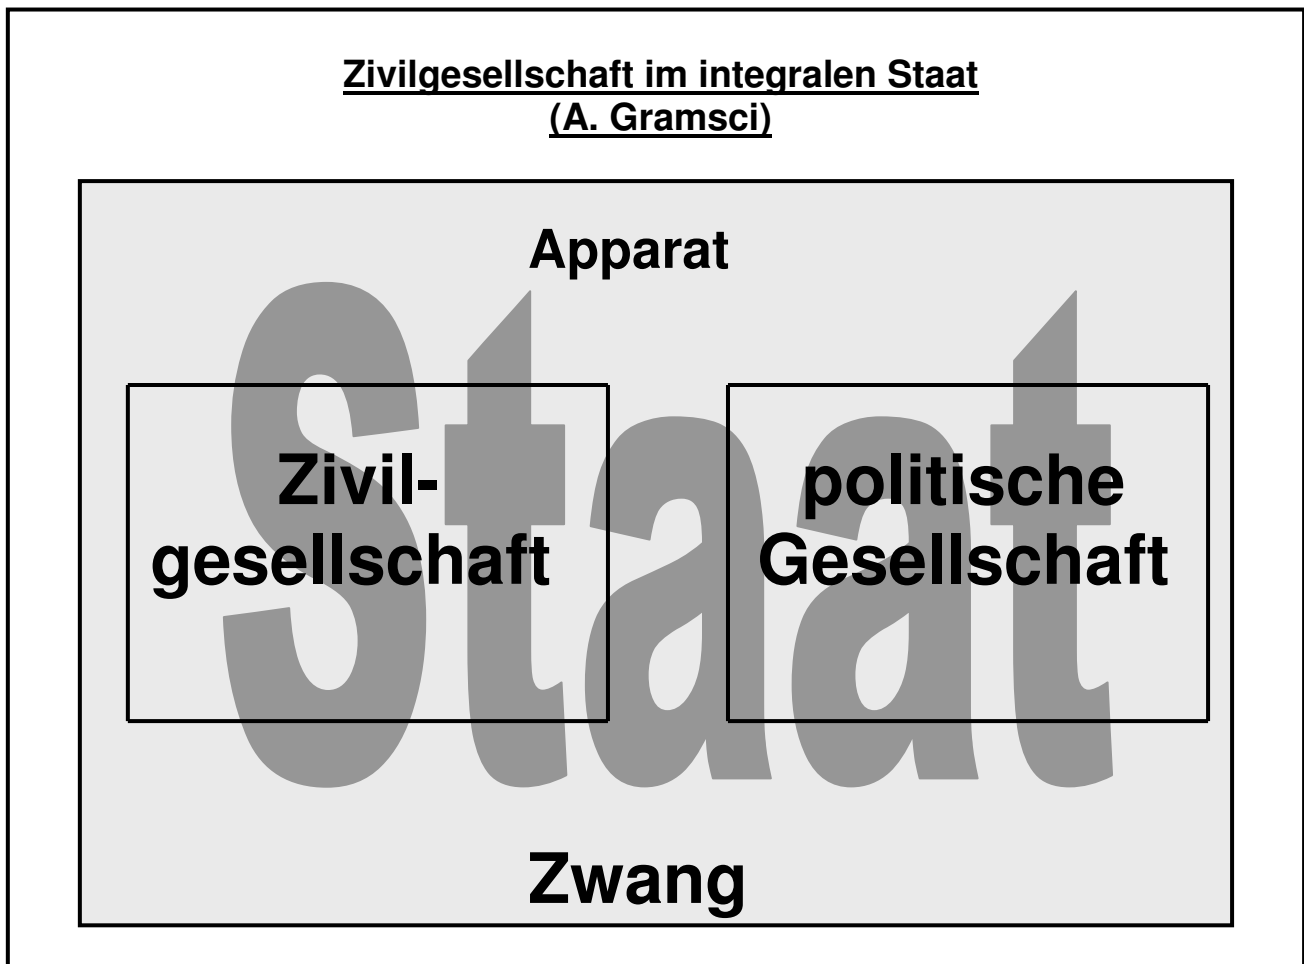 Zivilgesellschaft im integralen Staat
(A. Gramsci)
Apparat
Staat
Zivil-
gesellschaft
politische
Gesellschaft
Zwang